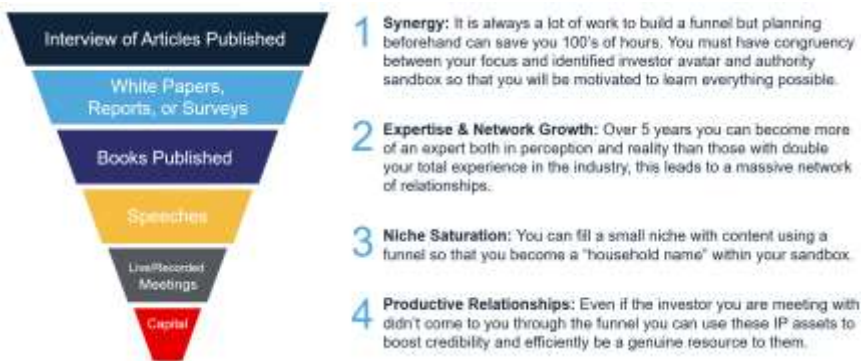 Interview of Articles Published
White Papers,
Reports, or Surveys
Books Published
Speeches
Live/Recorded
Meetings
Capital
1 Synergy: It is always a lot of work to build a funnel but planning
beforehand can save you 100's of hours. You must have congruency
between your focus and identified investor avatar and authority
sandbox so that you will be motivated to learn everything possible.
2 Expertise & Network Growth: Over 5 years you can become more
of an expert both in perception and reality than those with double
your total experience in the industry, this leads to a massive network
of relationships.
3 Niche Saturation: You can fill a small niche with content using a
funnel so that you become a "household name" within your sandbox.
4 Productive Relationships: Even if the investor you are meeting with
didn't come to you through the funnel you can use these IP assets to
boost credibility and efficiently be a genuine resource to them.